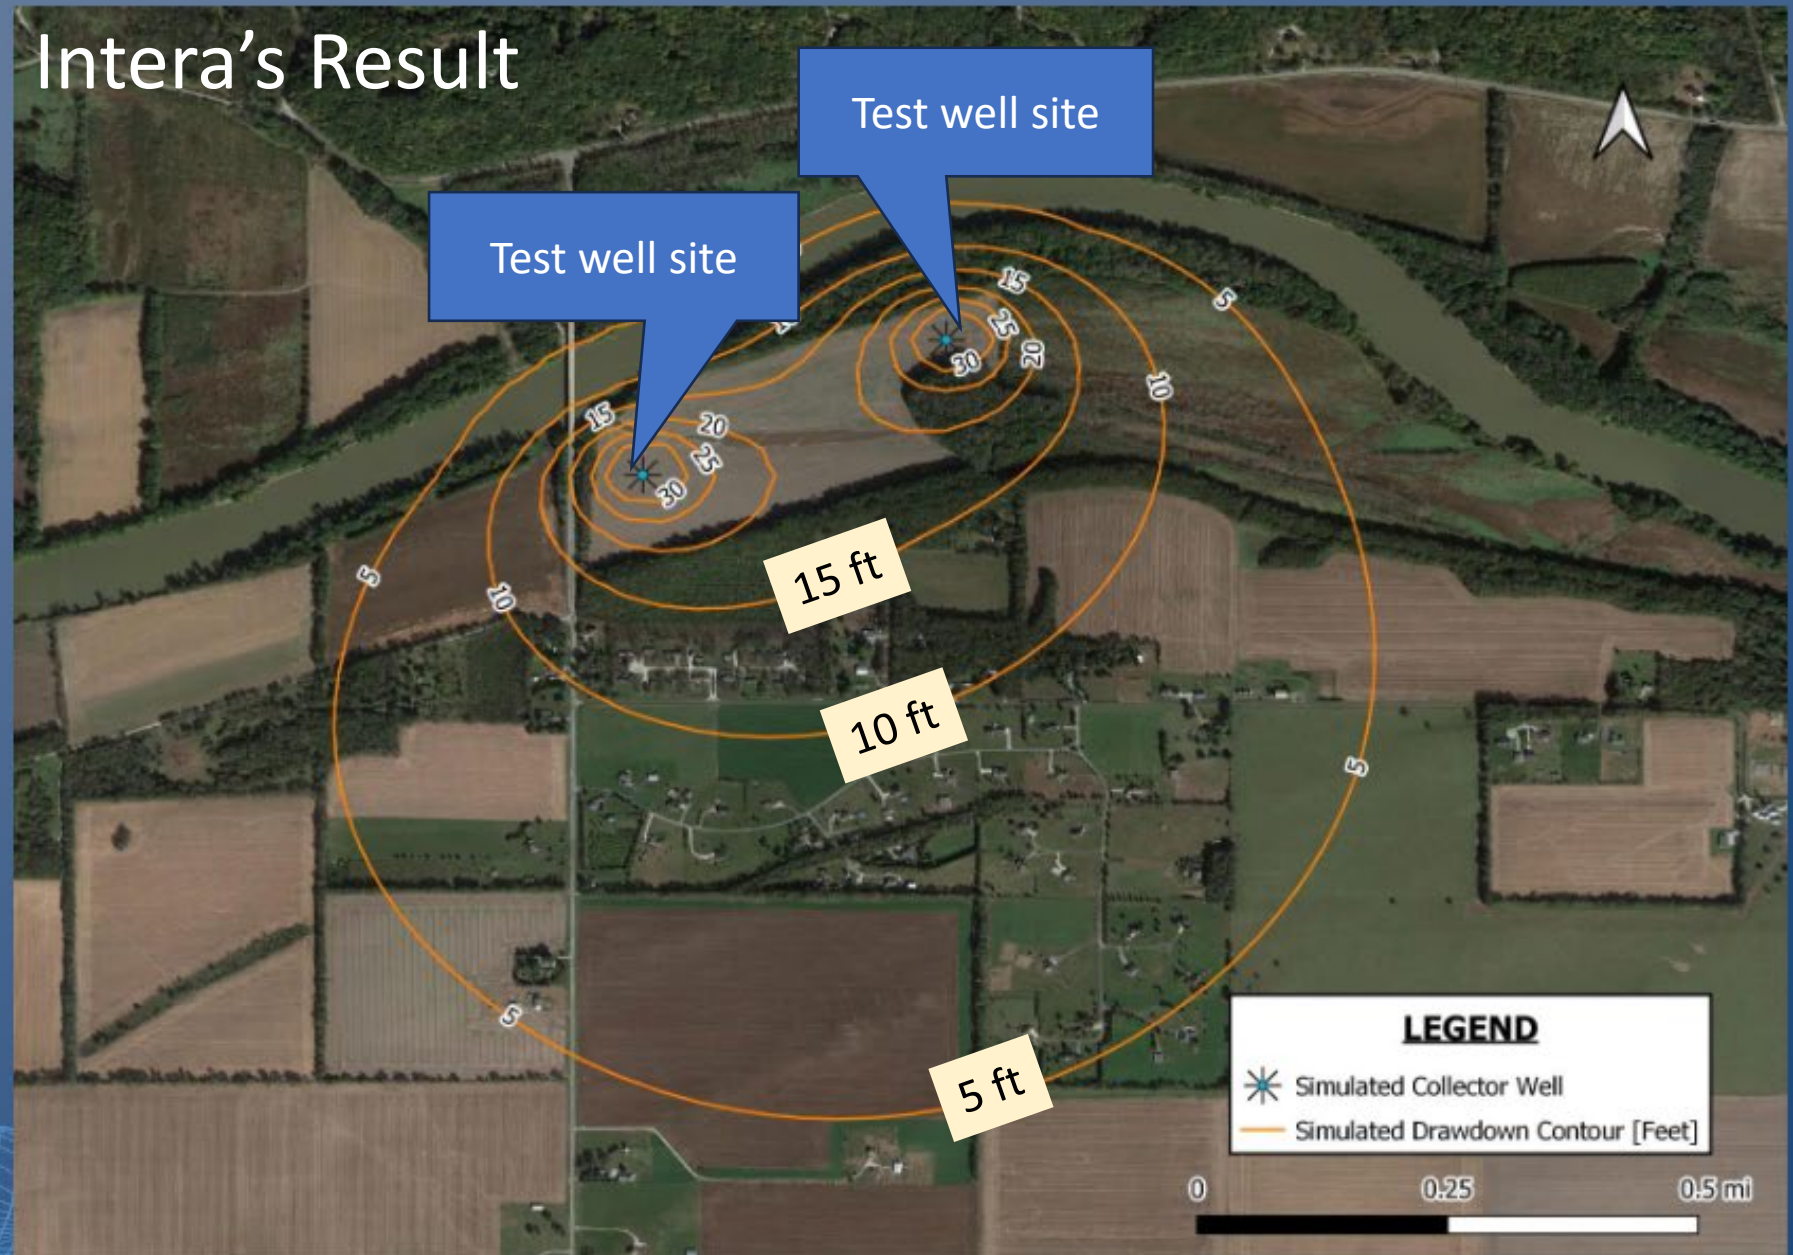 Intera's Result
Test well site
Test well site
5
15
25
20
30
10
15
20
25
30
5
10
15 ft
10 ft
5
5
5 ft
LEGEND
Simulated Collector Well
Simulated Drawdown Contour [Feet]
0
0.25
0.5 mi